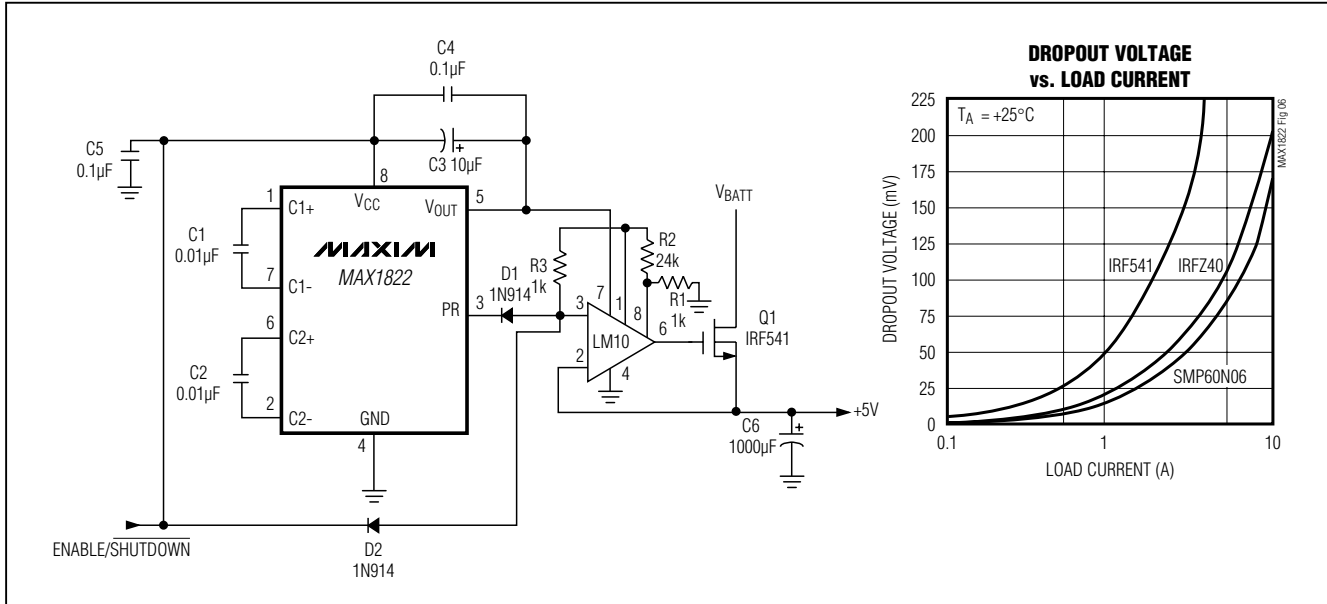 C4
0.1µF
C5
0.1µF
C3 10µF
+
8
1
C1+
VCC
VOUT
5
VBATT
C1
0.01µF
MAXIM
MAX1822
R3
1k
R2
24k
7
C1-
D1
1N914
7
1
8
R1
1k
PR
3
3
6
Q1
IRF541
6
C2+
LM10
C2
0.01µF
2
4
2
C2-
GND
+5V
4
C6
1000µF
+
ENABLE/SHUTDOWN
D2
1N914
DROPOUT VOLTAGE
vs. LOAD CURRENT
MAX1822 Fig 06
TA = +25°C
DROPOUT VOLTAGE (mV)
225
200
175
150
125
100
75
50
25
0
IRF541
IRFZ40
SMP60N06
0.1
1
10
LOAD CURRENT (A)